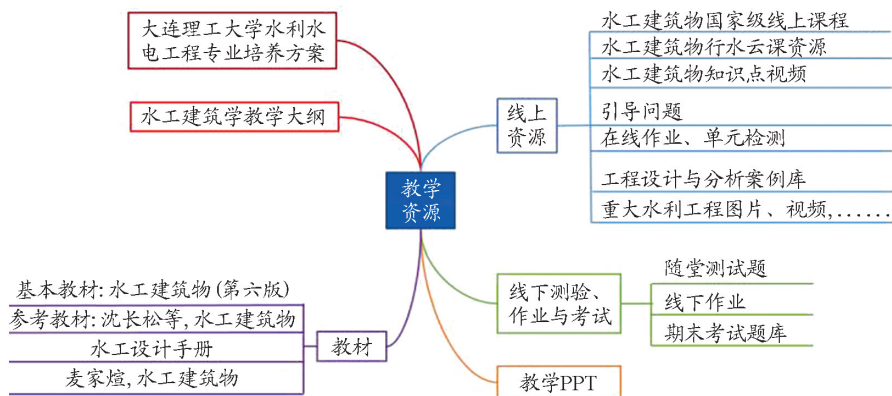 大连理工大学水利水
电工程专业培养方案
水工建筑学教学大纲
教学
资源
线上
资源
水工建筑物国家级线上课程
水工建筑物行水云课资源
水工建筑物知识点视频
引导问题
在线作业、单元检测
工程设计与分析案例库
重大水利工程图片、视频,......
线下测验、
作业与考试
随堂测试题
线下作业
期末考试题库
教学PPT
教材
基本教材: 水工建筑物 (第六版)
参考教材: 沈长松等, 水工建筑物
水工设计手册
麦家煊, 水工建筑物